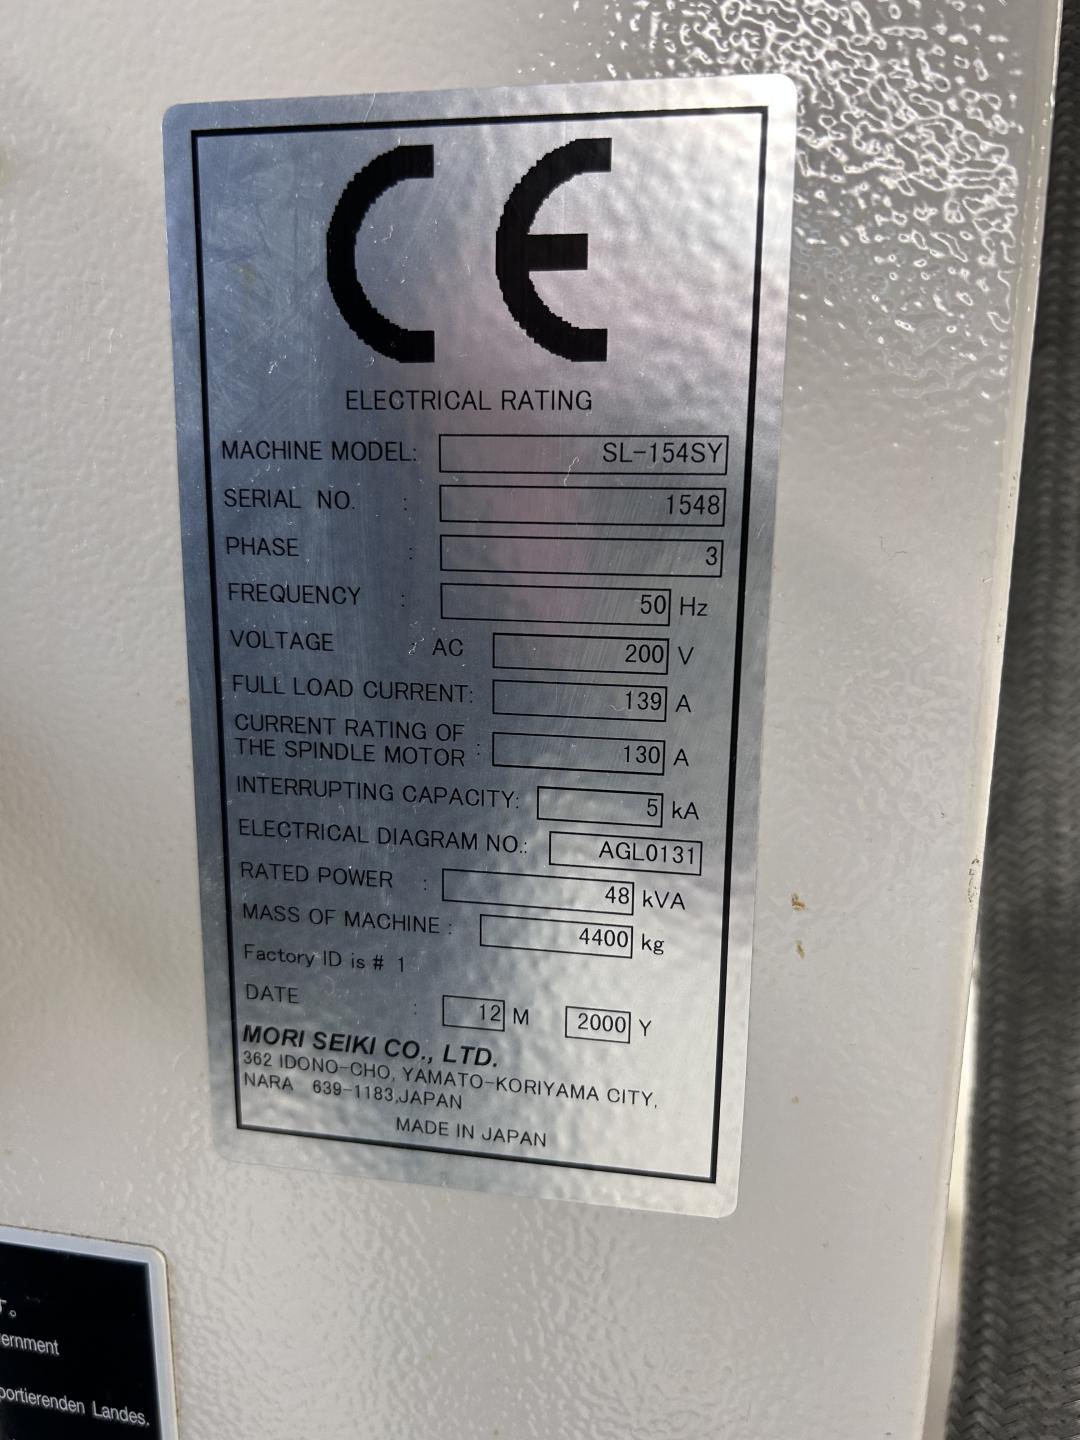 CE
ELECTRICAL RATING
MACHINE MODEL: SL-154SY
SERIAL NO. : 1548
PHASE : 3
FREQUENCY : 50 Hz
VOLTAGE : AC 200 V
FULL LOAD CURRENT: 139 A
CURRENT RATING OF
THE SPINDLE MOTOR : 130 A
INTERRUPTING CAPACITY: 5 kA
ELECTRICAL DIAGRAM NO.: AGL0131
RATED POWER : 48 kVA
MASS OF MACHINE : 4400 kg
Factory ID is # 1
DATE : 12 M 2000 Y
MORI SEIKI CO., LTD.
362 IDONO-CHO, YAMATO-KORIYAMA CITY,
NARA 639-1183,JAPAN
MADE IN JAPAN
Landes.